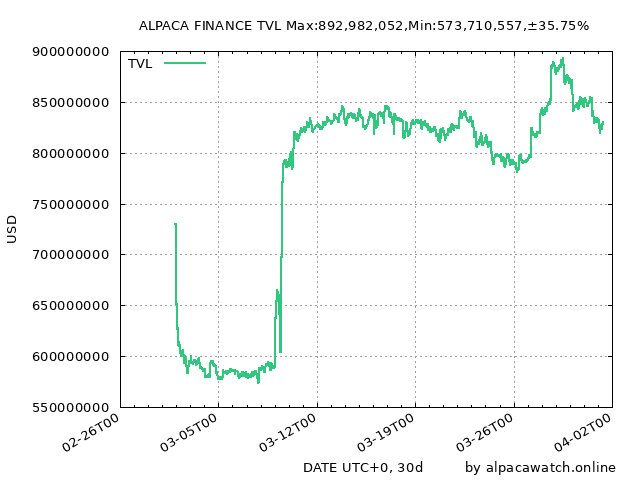 ALPACA FINANCE TVL Max:892,982,052,Min:573,710,557,±35.75%
900000000
TVL
850000000
800000000
750000000
USD
700000000
650000000
600000000
550000000
02-26T00 03-05T00 03-12T00 03-19T00 03-26T00 04-02T00
DATE UTC+0, 30d by alpacawatch.online